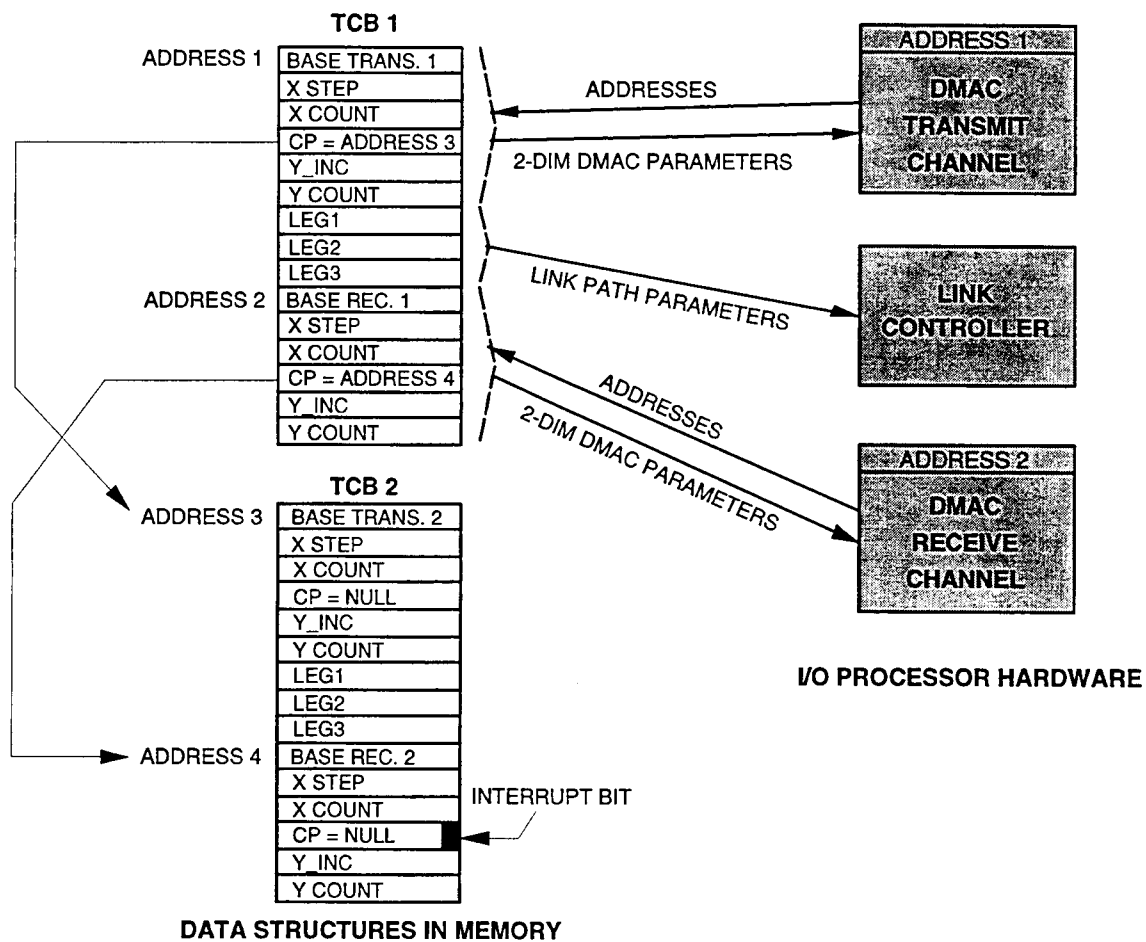 TCB 1
ADDRESS 1
BASE TRANS. 1
X STEP
X COUNT
CP = ADDRESS 3
Y_INC
Y COUNT
LEG1
LEG2
LEG3
ADDRESS 2
BASE REC. 1
X STEP
X COUNT
CP = ADDRESS 4
Y_INC
Y COUNT
TCB 2
ADDRESS 3
BASE TRANS. 2
X STEP
X COUNT
CP = NULL
Y_INC
Y COUNT
LEG1
LEG2
LEG3
ADDRESS 4
BASE REC. 2
X STEP
X COUNT
CP = NULL
Y_INC
Y COUNT
INTERRUPT BIT
DATA STRUCTURES IN MEMORY
ADDRESSES
2-DIM DMAC PARAMETERS
LINK PATH PARAMETERS
ADDRESSES
2-DIM DMAC PARAMETERS
ADDRESS 1
DMAC
TRANSMIT
CHANNEL
LINK
CONTROLLER
ADDRESS 2
DMAC
RECEIVE
CHANNEL
I/O PROCESSOR HARDWARE